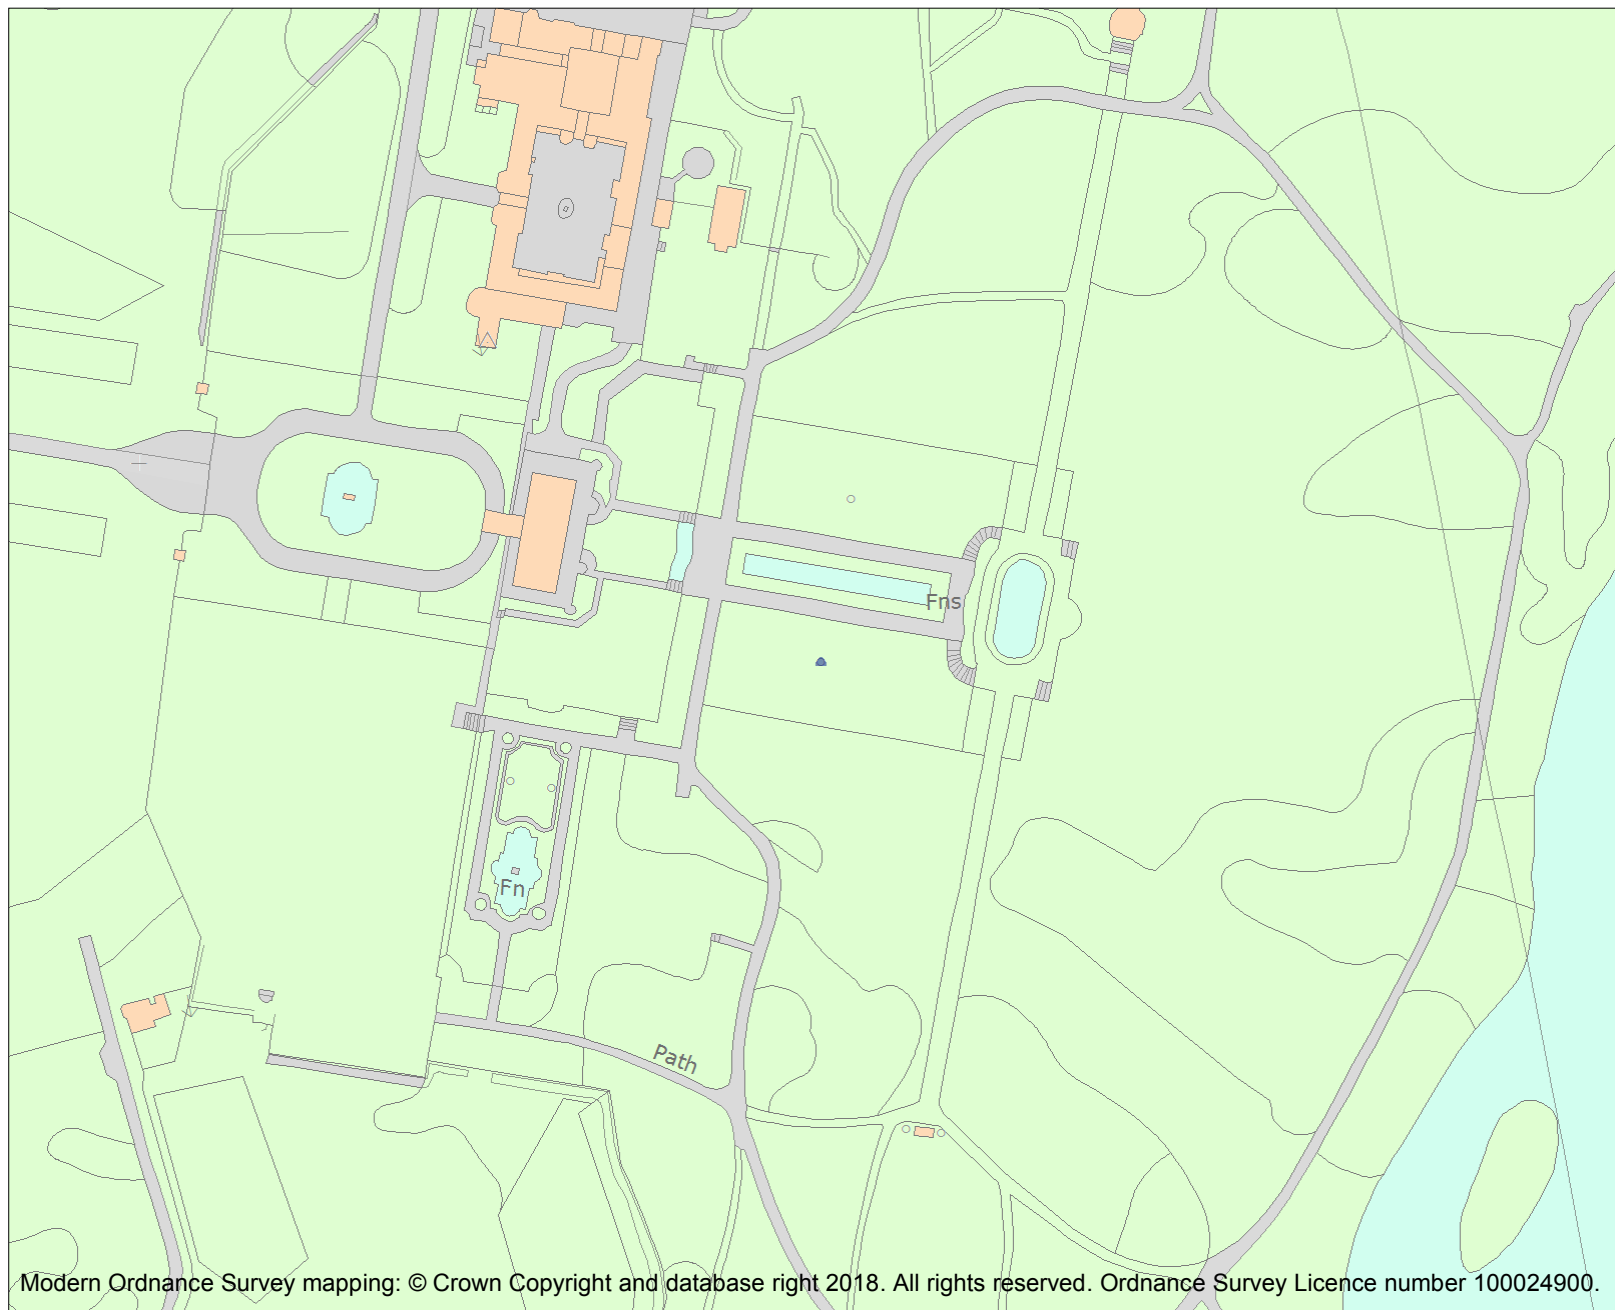 Fns
Fn
Path
Modern Ordnance Survey mapping: © Crown Copyright and database right 2018. All rights reserved. Ordnance Survey Licence number 100024900.